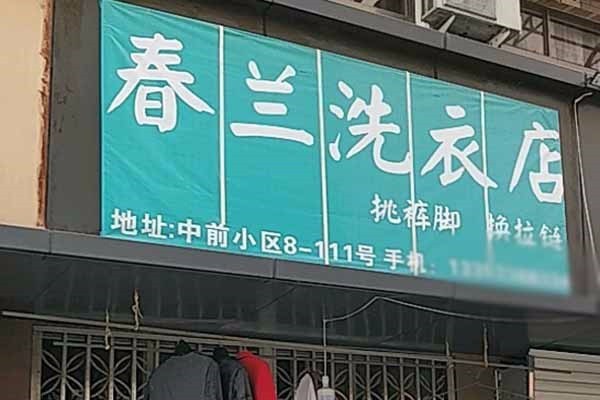 春兰洗衣店
挑裤脚 换拉链
地址:中前小区8-111号 手机: